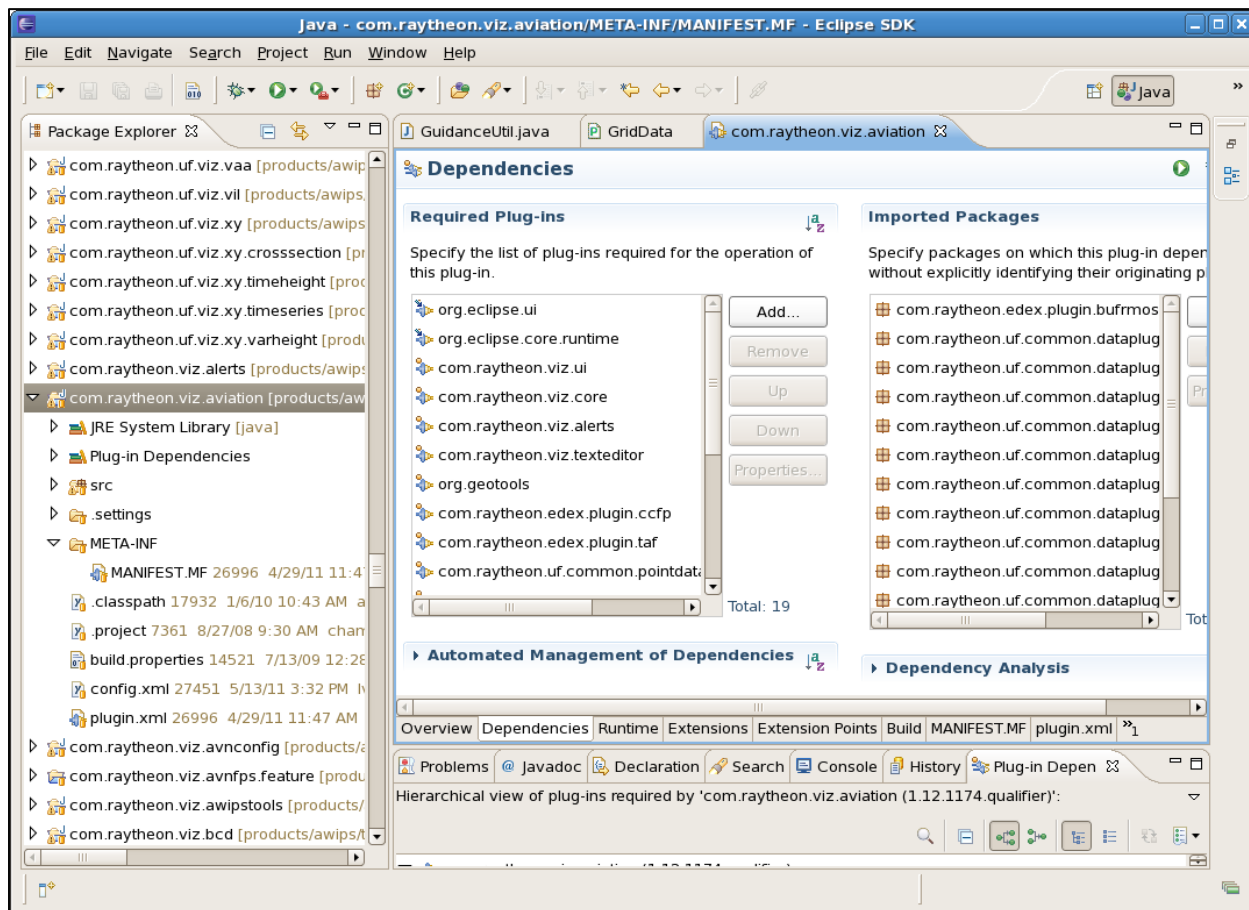 Java - com.raytheon.viz.aviation/META-INF/MANIFEST.MF - Eclipse SDK
File Edit Navigate Search Project Run Window Help
Java
Package Explorer
com.raytheon.uf.viz.vaa [products/awip
com.raytheon.uf.viz.vil [products/awips
com.raytheon.uf.viz.xy [products/awips
com.raytheon.uf.viz.xy.crosssection [pr
com.raytheon.uf.viz.xy.timeheight [proc
com.raytheon.uf.viz.xy.timeseries [proc
com.raytheon.uf.viz.xy.varheight [produ
com.raytheon.viz.alerts [products/awips
com.raytheon.viz.aviation [products/aw
JRE System Library [java]
Plug-in Dependencies
src
.settings
META-INF
MANIFEST.MF 26996 4/29/11 11:47
.classpath 17932 1/6/10 10:43 AM a
.project 7361 8/27/08 9:30 AM cham
build.properties 14521 7/13/09 12:28
config.xml 27451 5/13/11 3:32 PM lv
plugin.xml 26996 4/29/11 11:47 AM
com.raytheon.viz.avnconfig [products/a
com.raytheon.viz.avnfps.feature [produ
com.raytheon.viz.awipstools [products/
com.raytheon.viz.bcd [products/awips/t
GuidanceUtil.java GridData com.raytheon.viz.aviation
Dependencies
Required Plug-ins
Specify the list of plug-ins required for the operation of
this plug-in.
org.eclipse.ui
org.eclipse.core.runtime
com.raytheon.viz.ui
com.raytheon.viz.core
com.raytheon.viz.alerts
com.raytheon.viz.texteditor
org.geotools
com.raytheon.edex.plugin.ccfp
com.raytheon.edex.plugin.taf
com.raytheon.uf.common.pointdata
Add...
Remove
Up
Down
Properties...
Total: 19
Automated Management of Dependencies
Imported Packages
Specify packages on which this plug-in depen
without explicitly identifying their originating pl
com.raytheon.edex.plugin.bufrmos
com.raytheon.uf.common.dataplug
com.raytheon.uf.common.dataplug
com.raytheon.uf.common.dataplug
com.raytheon.uf.common.dataplug
com.raytheon.uf.common.dataplug
com.raytheon.uf.common.dataplug
com.raytheon.uf.common.dataplug
com.raytheon.uf.common.dataplug
com.raytheon.uf.common.dataplug
com.raytheon.uf.common.dataplug
Pr
Tot
Dependency Analysis
Overview Dependencies Runtime Extensions Extension Points Build MANIFEST.MF plugin.xml »1
Problems Javadoc Declaration Search Console History Plug-in Depen
Hierarchical view of plug-ins required by 'com.raytheon.viz.aviation (1.12.1174.qualifier)':